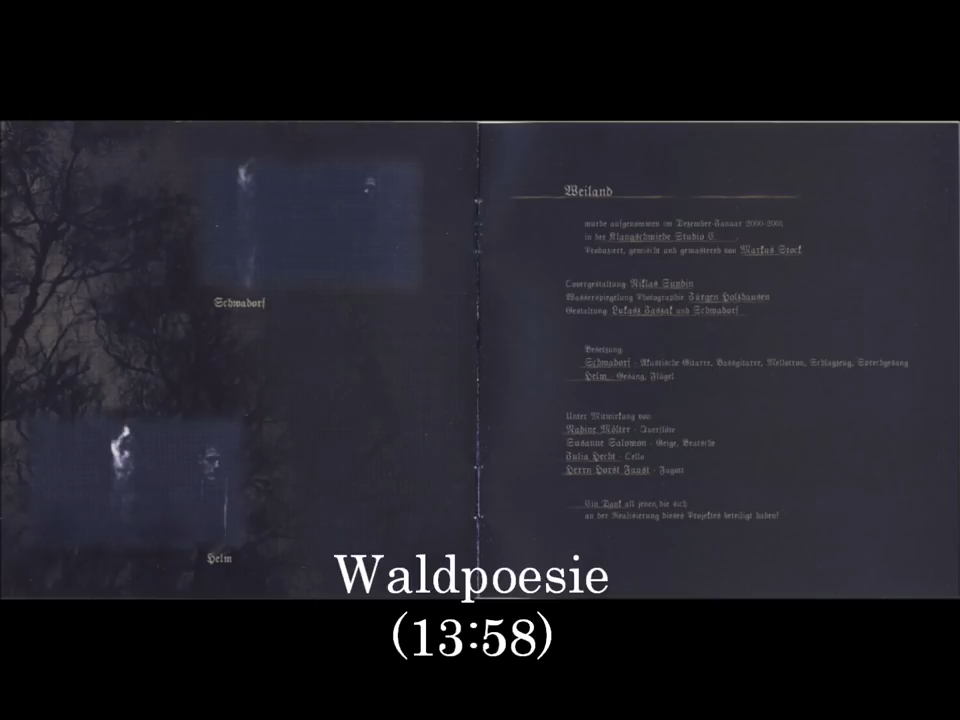 Schwadorf
Helm
Weiland
wurde aufgenommen im Dezember-Januar 2000-2001
in der Klangschmiede Studio E.
Produziert, gemischt und gemastered von Markus Stock
Covergestaltung Niklas Sundin
Wasserspiegelung Photographie Jürgen Holzhausen
Gestaltung Lukasz Jaszak und Schwadorf
Besetzung:
Schwadorf - Akustische Gitarre, Bassgitarre, Mellotron, Schlagzeug, Sprechgesang
Helm - Gesang, Flügel
Unter Mitwirkung von
Nadine Mölter - Querflöte
Susanne Salomon - Geige, Bratsche
Julia Hecht - Cello
Herrn Horst Faust - Fagott
Ein Dank all jenen, die sich
an der Realisierung dieses Projektes beteiligt haben!
Waldpoesie
(13:58)